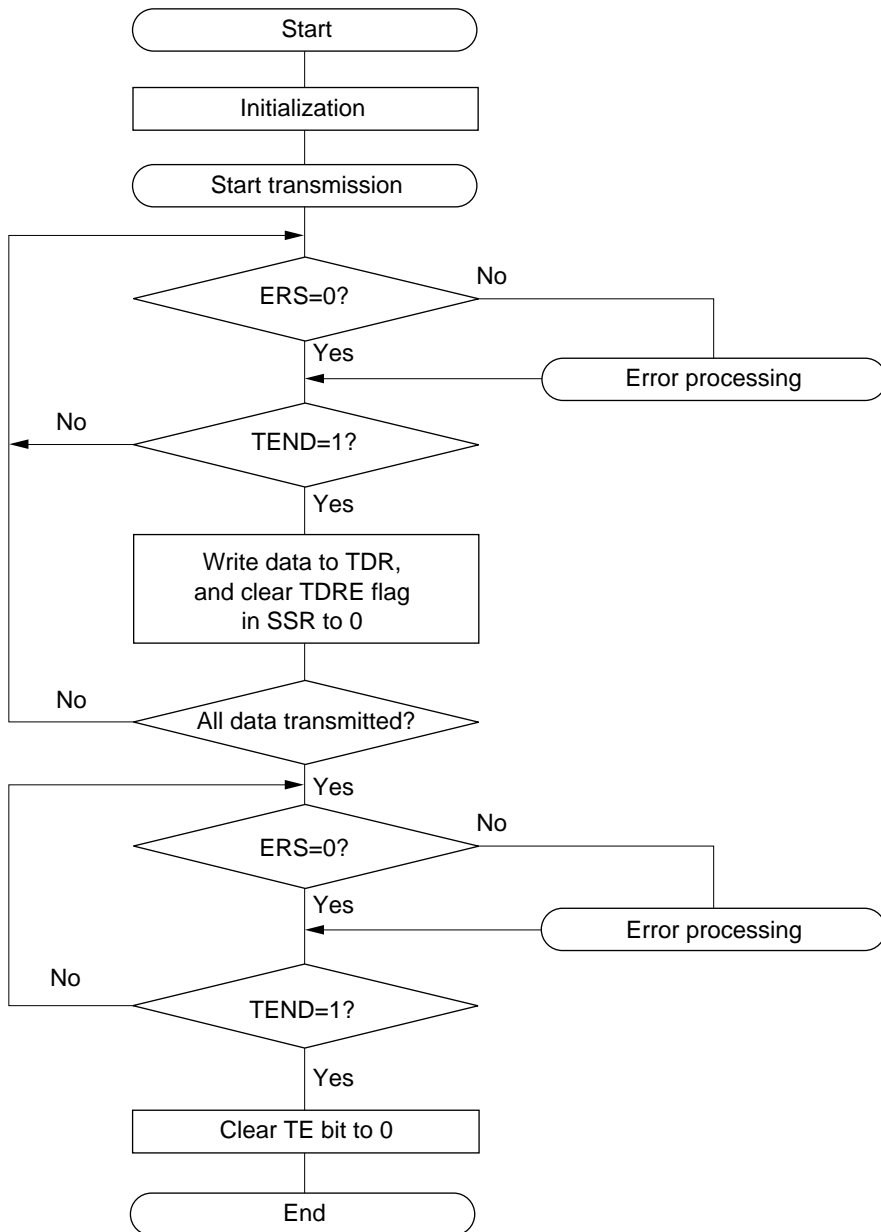 Start
Initialization
Start transmission
No
ERS=0?
Yes
Error processing
No
TEND=1?
Yes
Write data to TDR,
and clear TDRE flag
in SSR to 0
No
All data transmitted?
Yes
No
ERS=0?
Yes
Error processing
No
TEND=1?
Yes
Clear TE bit to 0
End